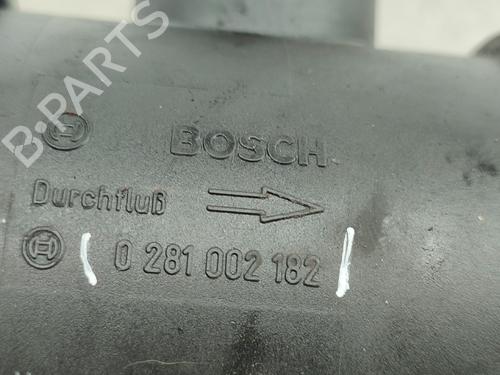 B-PARTS
BOSCH
Durchfluß
0 281 002 182